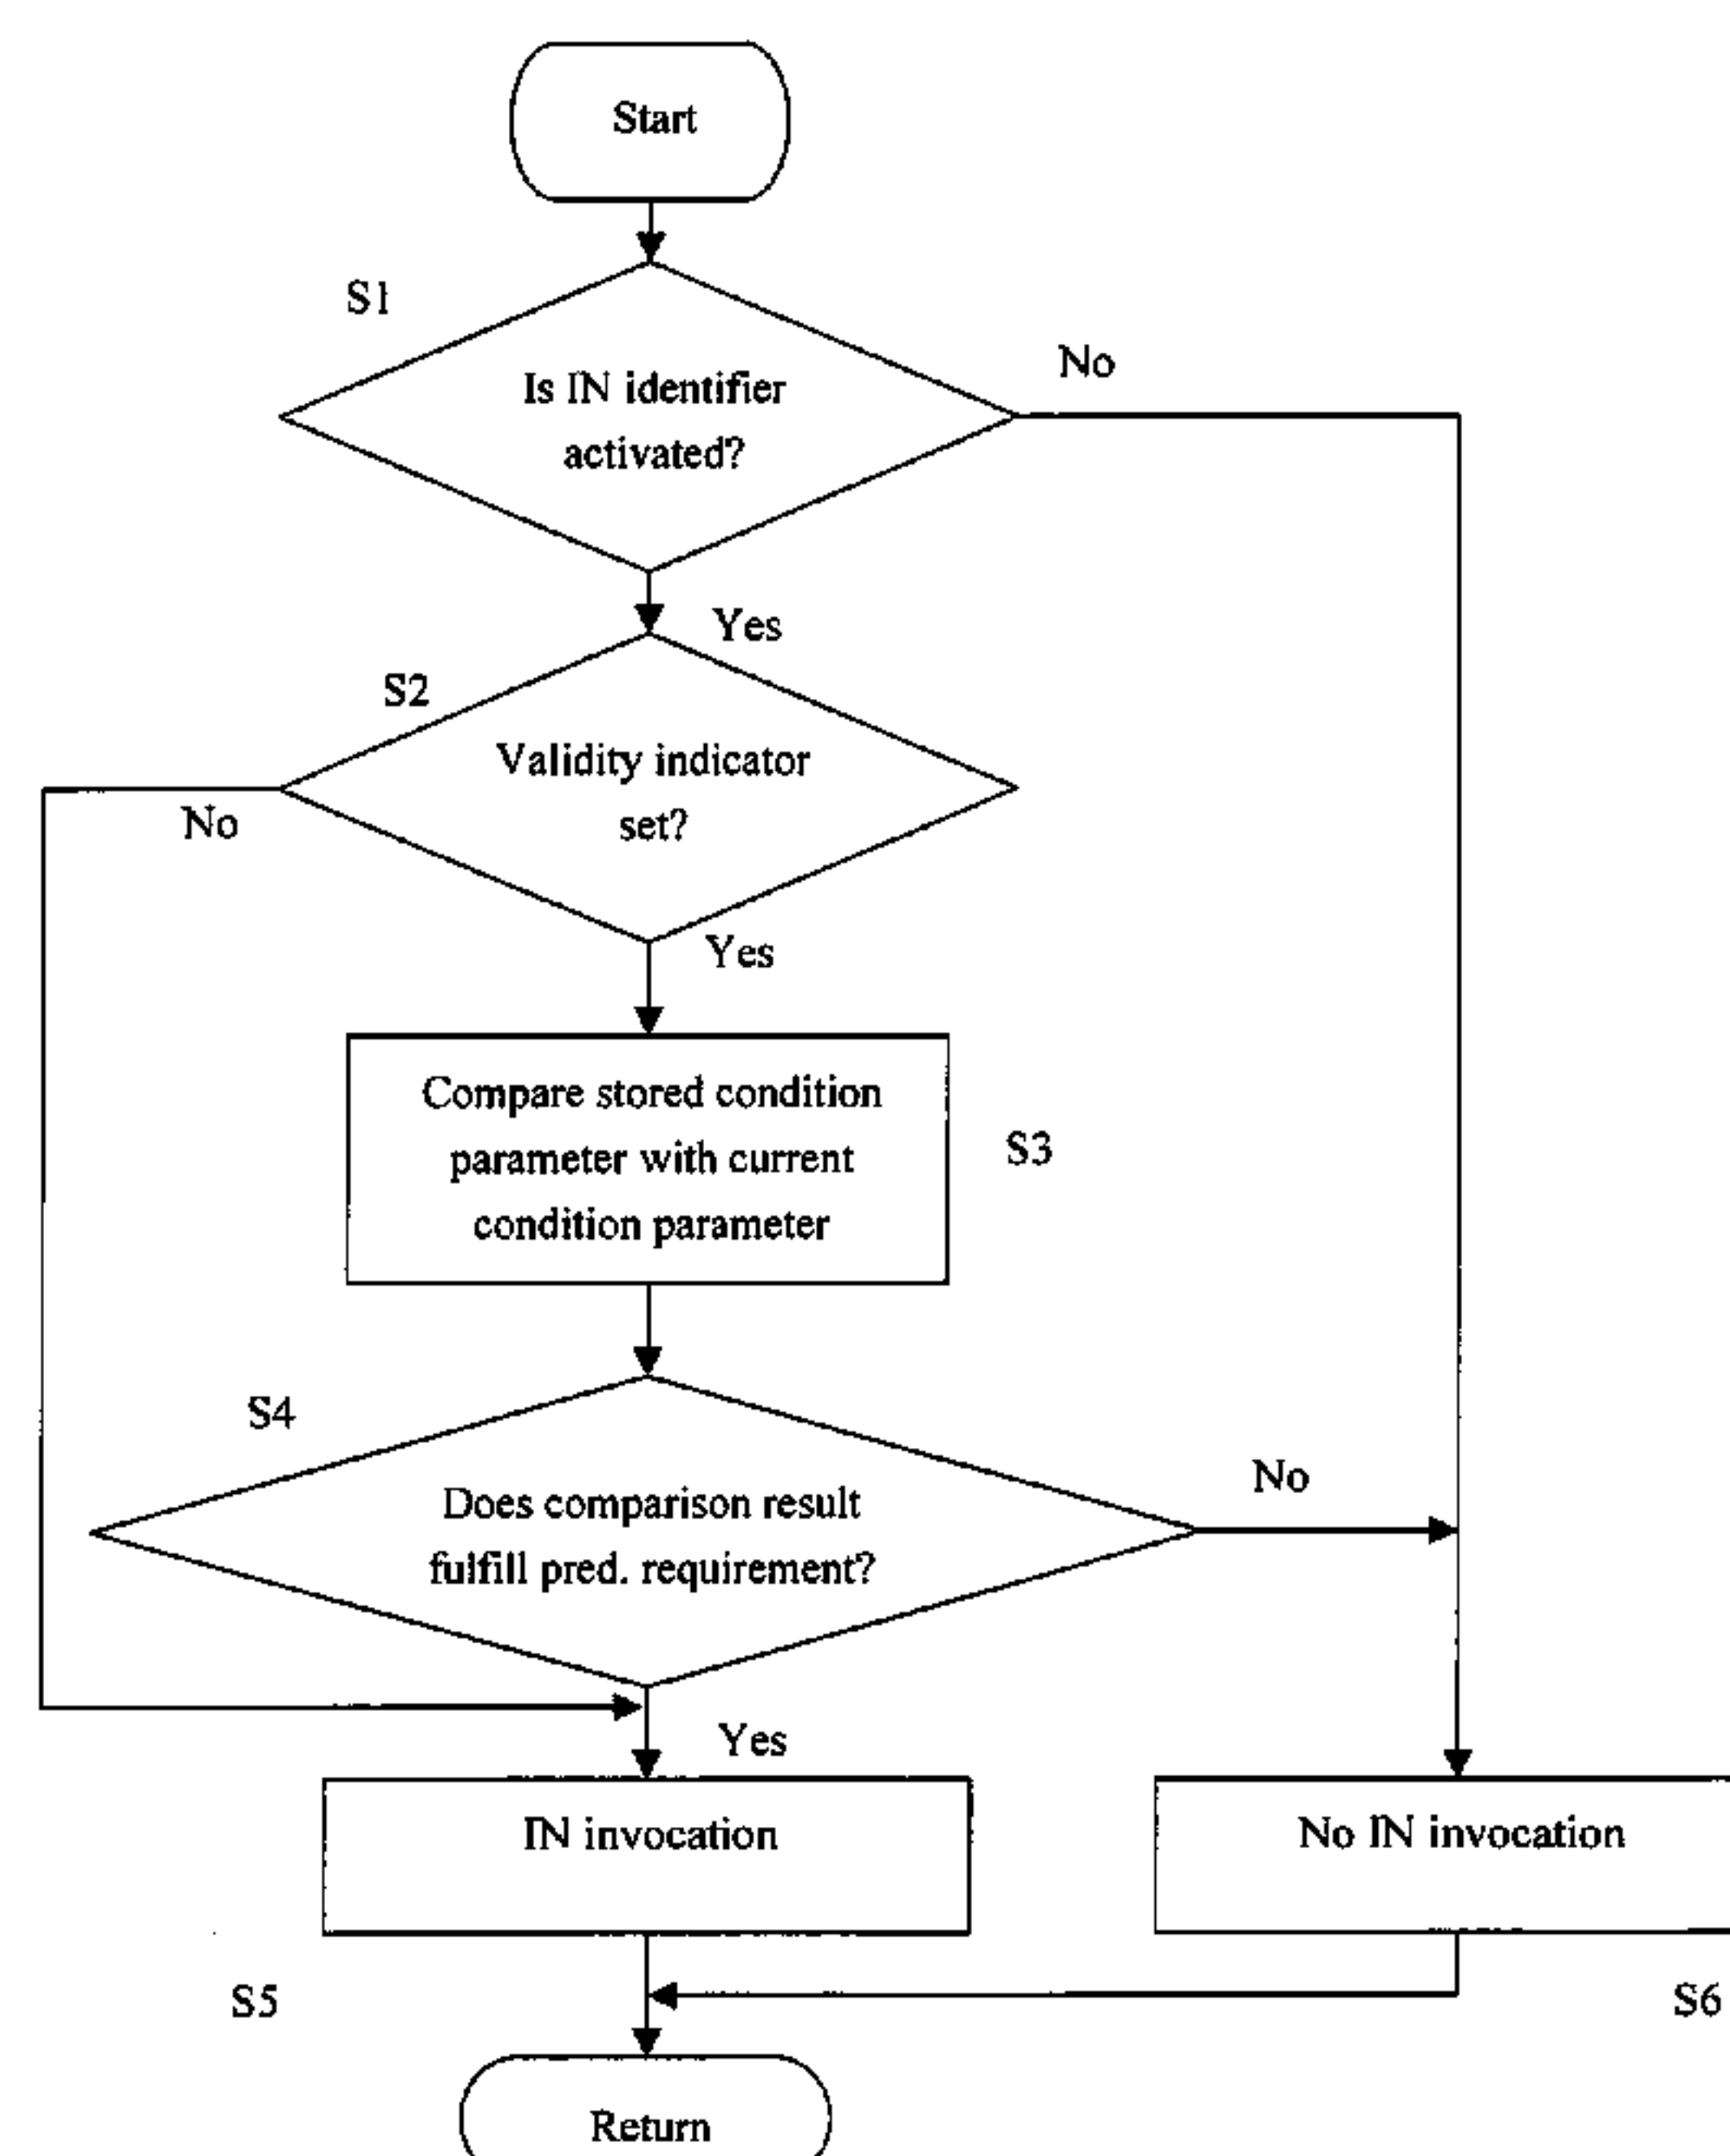 Start
S1
No
Is IN identifier
activated?
Yes
S2
Validity indicator
set?
No
Yes
Compare stored condition
parameter with current
condition parameter
S3
S4
No
Does comparison result
fulfill pred. requirement?
Yes
IN invocation
No IN invocation
S5
S6
Return